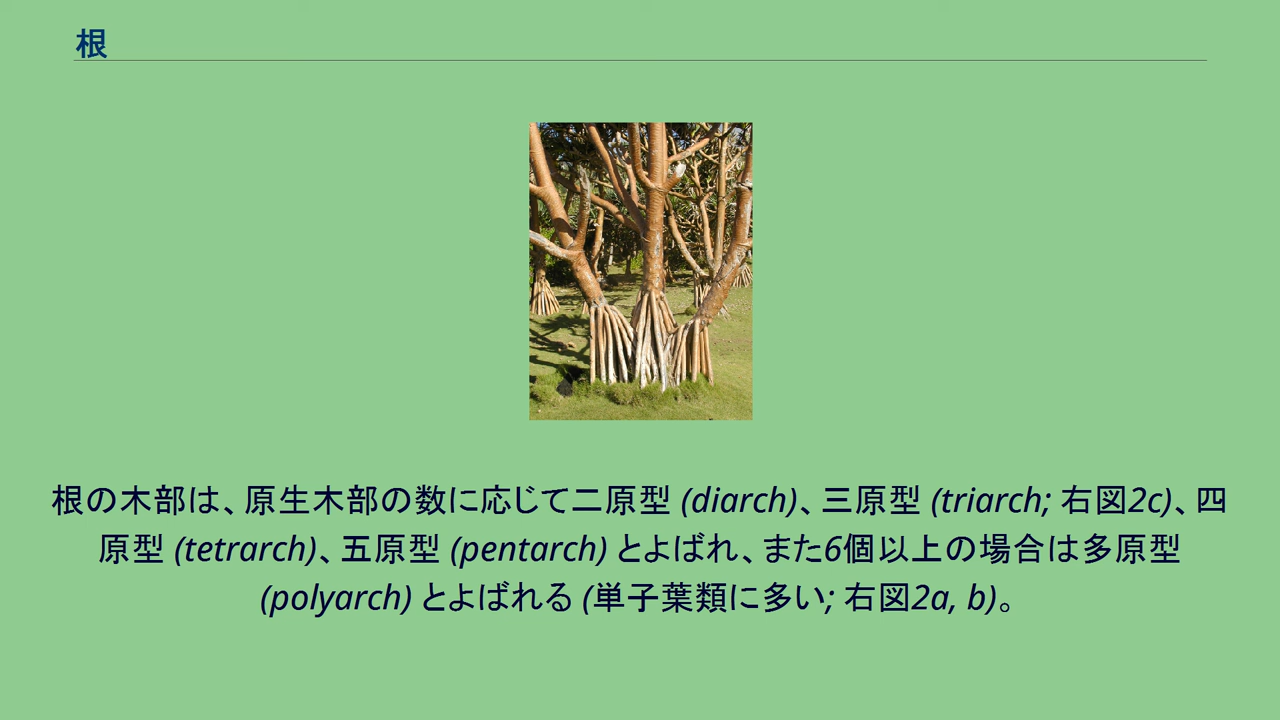 根
根の木部は、原生木部の数に応じて二原型 (diarch)、三原型 (triarch; 右図2c)、四
原型 (tetrarch)、五原型 (pentarch) とよばれ、また6個以上の場合は多原型
(polyarch) とよばれる (単子葉類に多い; 右図2a, b)。